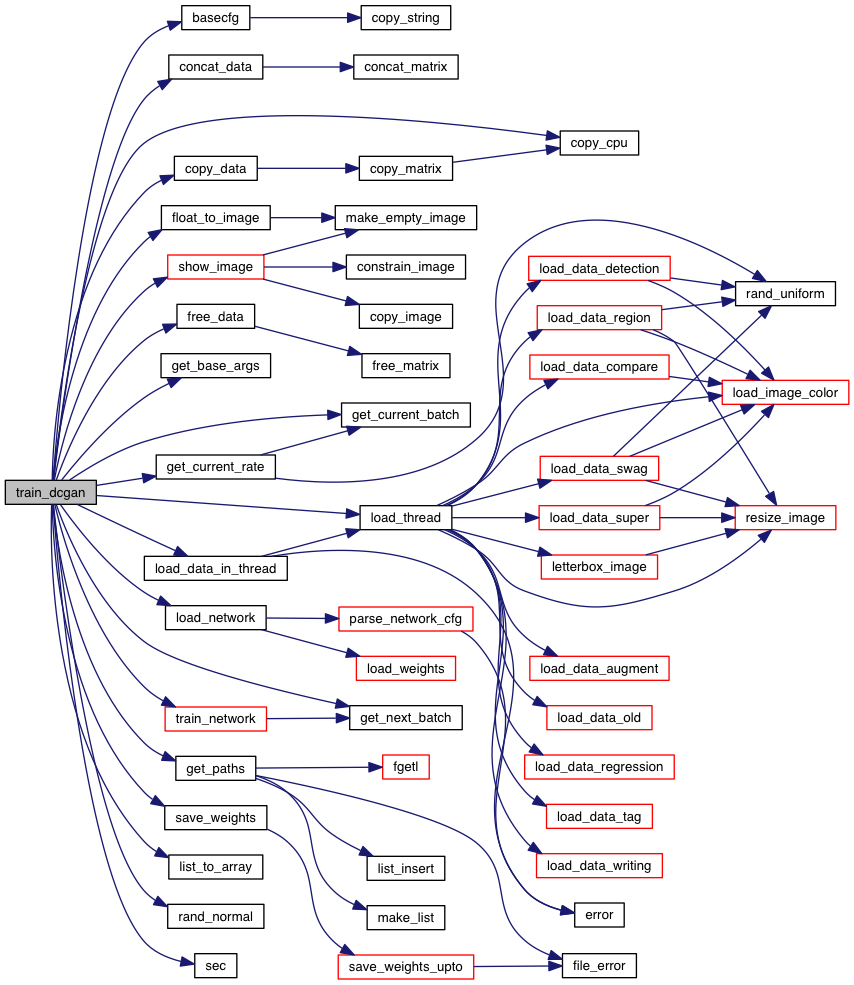 basecfg
copy_string
concat_data
concat_matrix
copy_cpu
copy_data
copy_matrix
float_to_image
make_empty_image
show_image
constrain_image
load_data_detection
rand_uniform
free_data
copy_image
load_data_region
get_base_args
free_matrix
load_data_compare
load_image_color
get_current_batch
get_current_rate
load_data_swag
train_dcgan
load_thread
load_data_super
resize_image
load_data_in_thread
letterbox_image
load_network
parse_network_cfg
load_weights
load_data_augment
train_network
get_next_batch
load_data_old
get_paths
fgetl
load_data_regression
save_weights
load_data_tag
list_to_array
list_insert
load_data_writing
rand_normal
make_list
error
sec
save_weights_upto
file_error